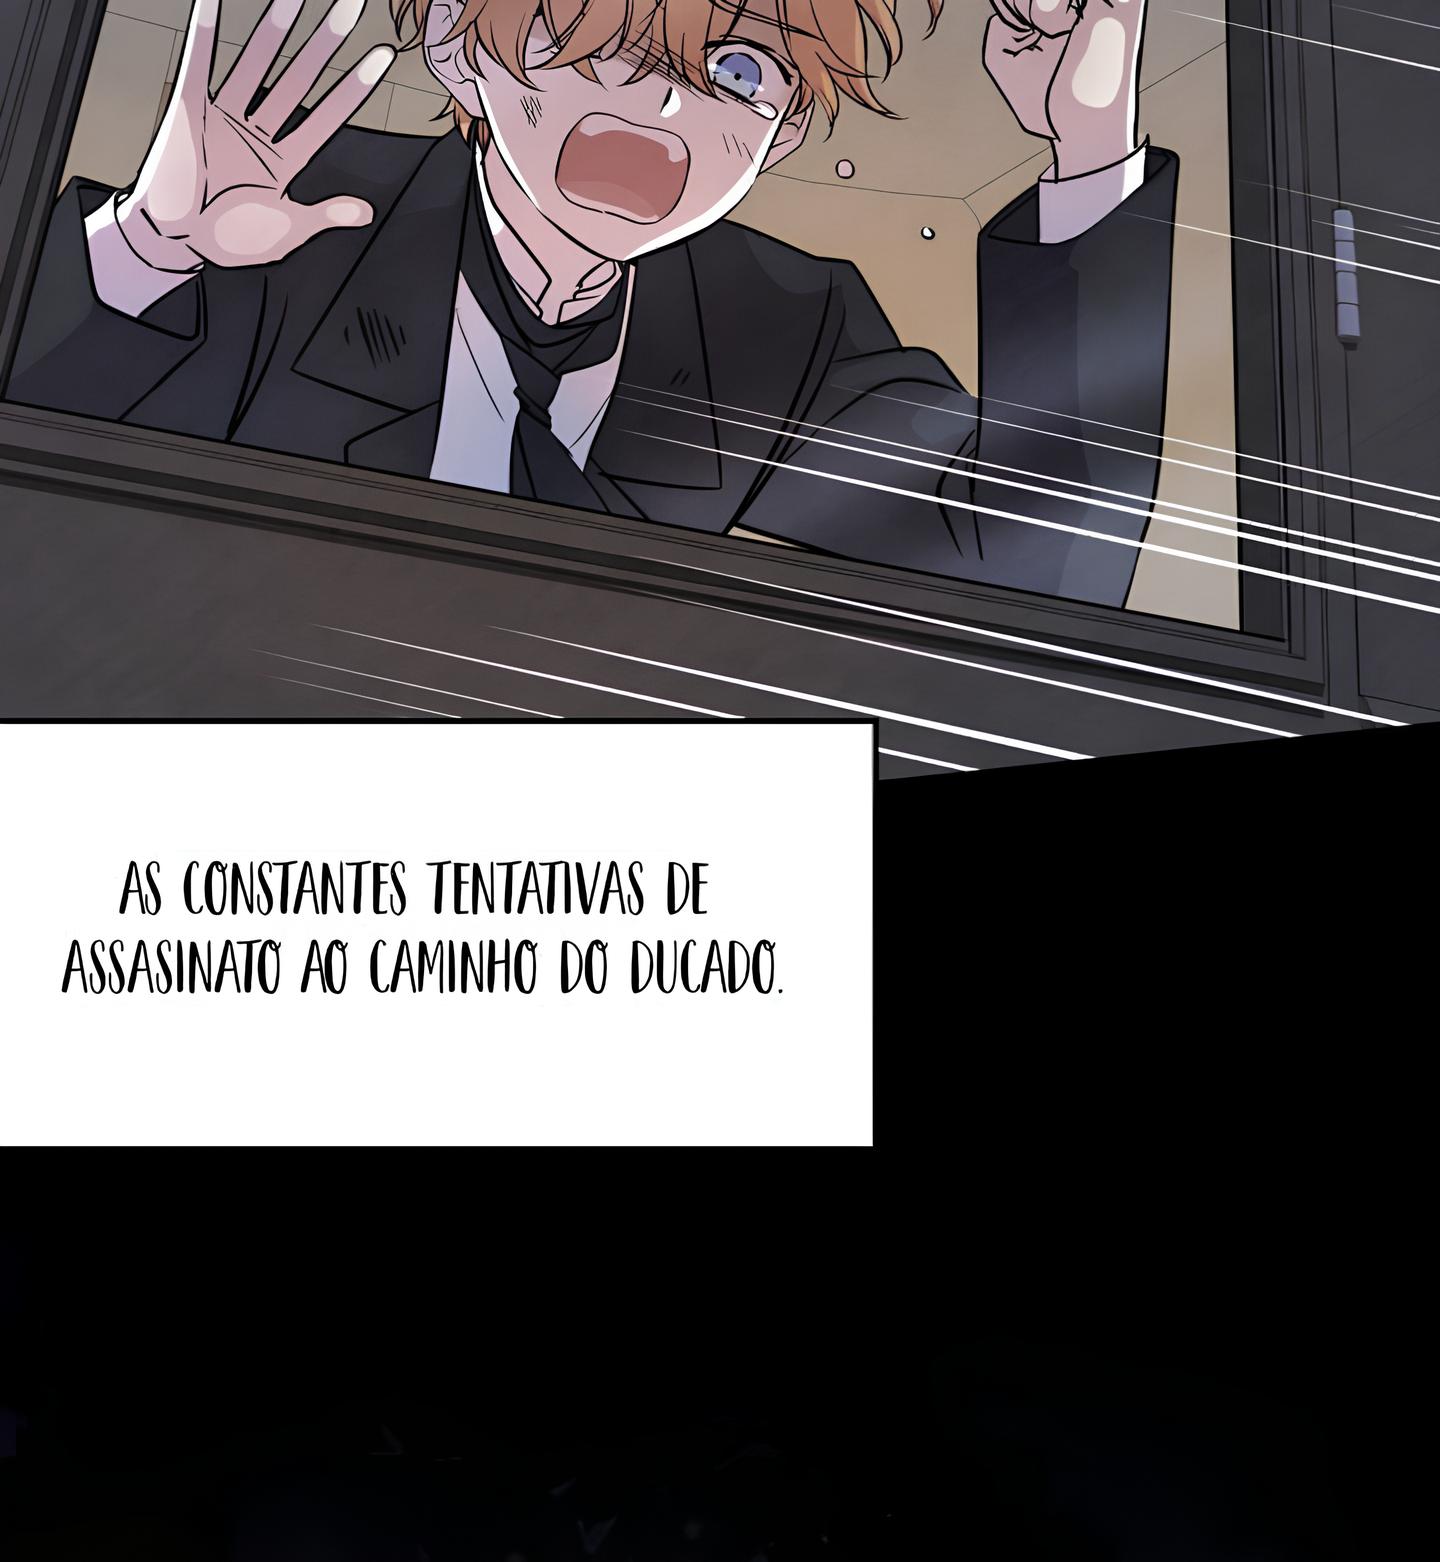 AS CONSTANTES TENTATIVAS DE
ASSASINATO AO CAMINHO DO DUCADO.